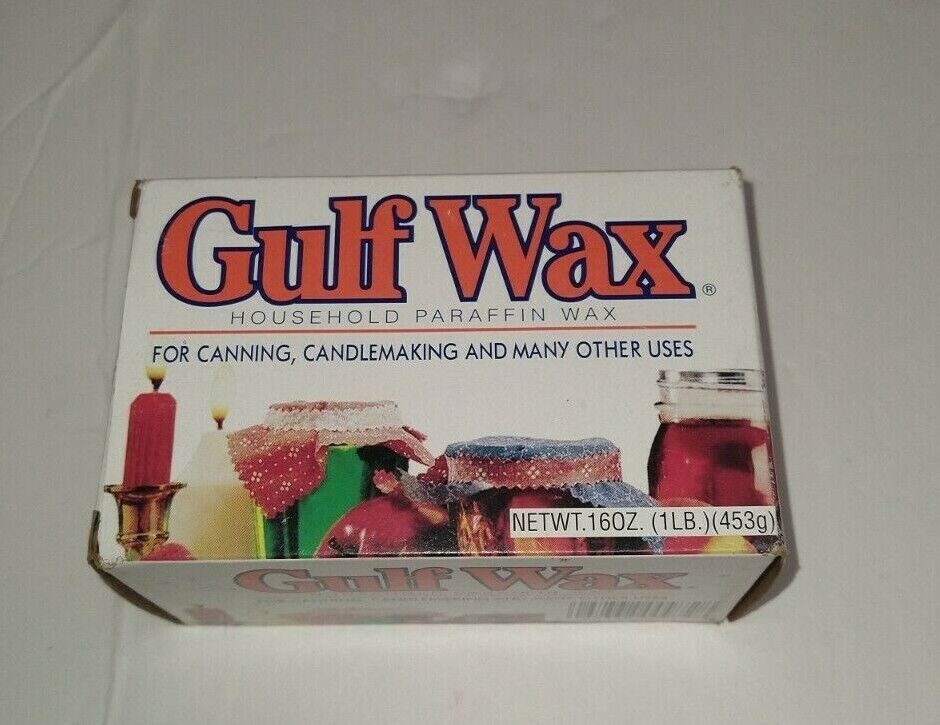 Gulf Wax®
HOUSEHOLD PARAFFIN WAX
FOR CANNING, CANDLEMAKING AND MANY OTHER USES
NETWT.16OZ. (1LB.)(453g)
Gulf Wax